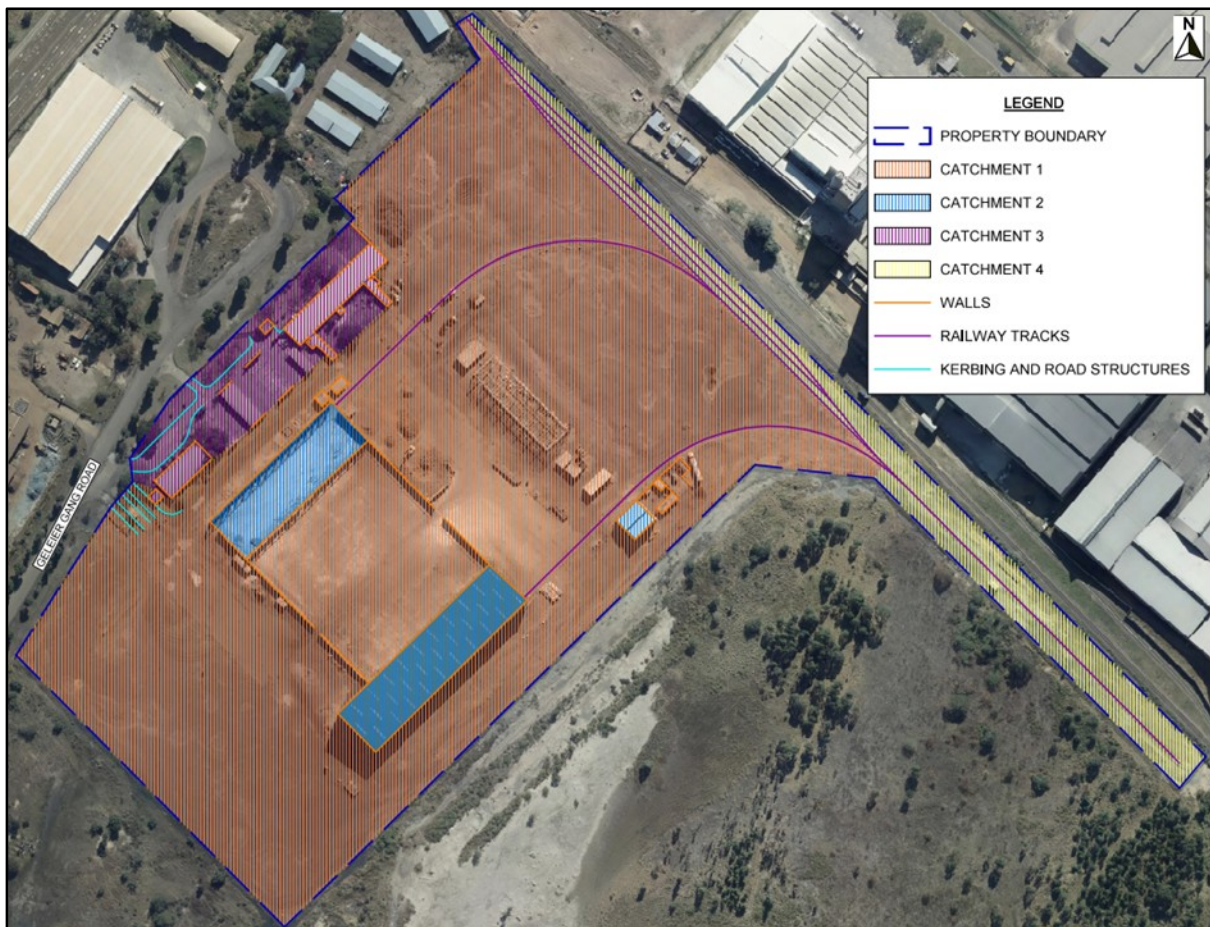 N
LEGEND
PROPERTY BOUNDARY
CATCHMENT 1
CATCHMENT 2
CATCHMENT 3
CATCHMENT 4
WALLS
RAILWAY TRACKS
KERBING AND ROAD STRUCTURES
GELEIER GANG ROAD